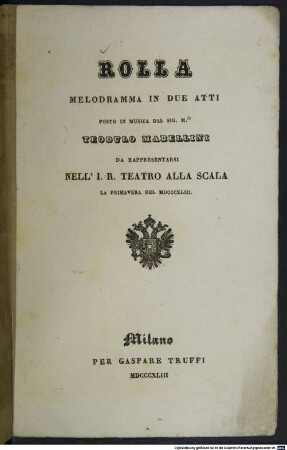 ROLLA
MELODRAMMA IN DUE ATTI
POSTO IN MUSICA DAL SIG. M.º
TEODULO MABELLINI
DA RAPPRESENTARSI
NELL' I. R. TEATRO ALLA SCALA
LA PRIMAVERA DEL MDCCCXLIII.
Milano
PER GASPARE TRUFFI
MDCCCXLIII